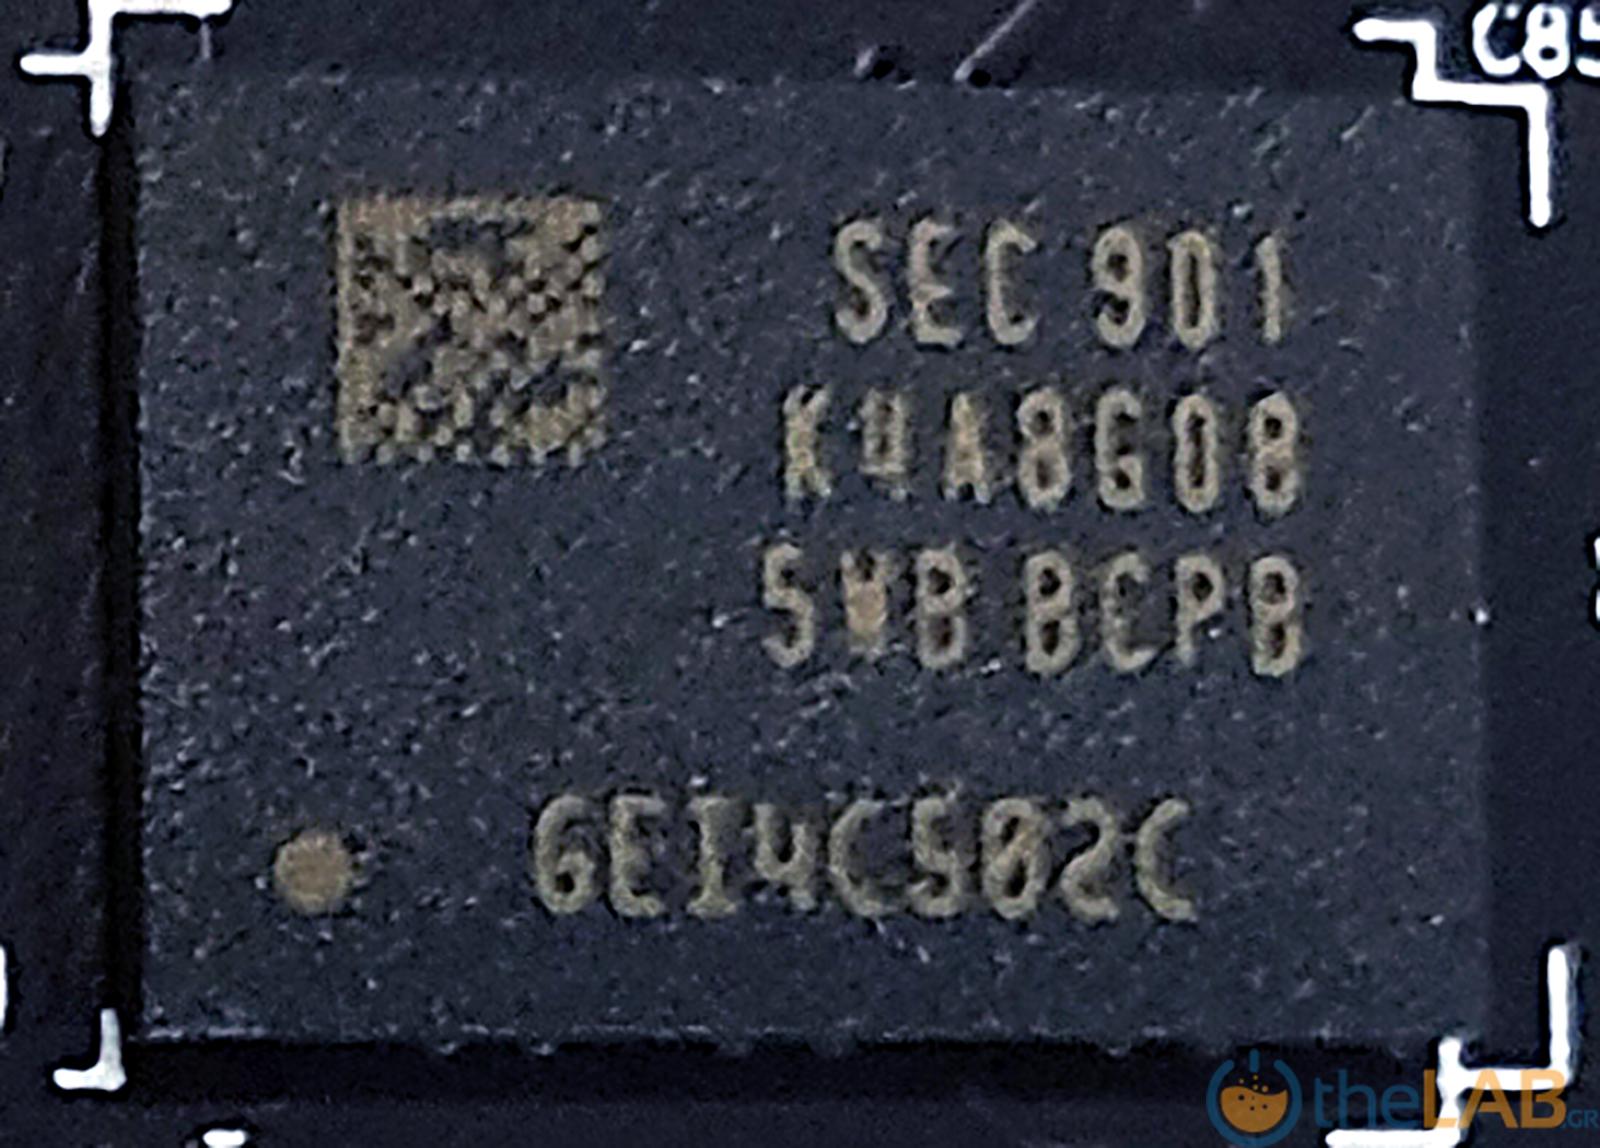 C85
SEC 901
K4A8G08
5WB BCPB
GEI4C502C
theLAB.GR